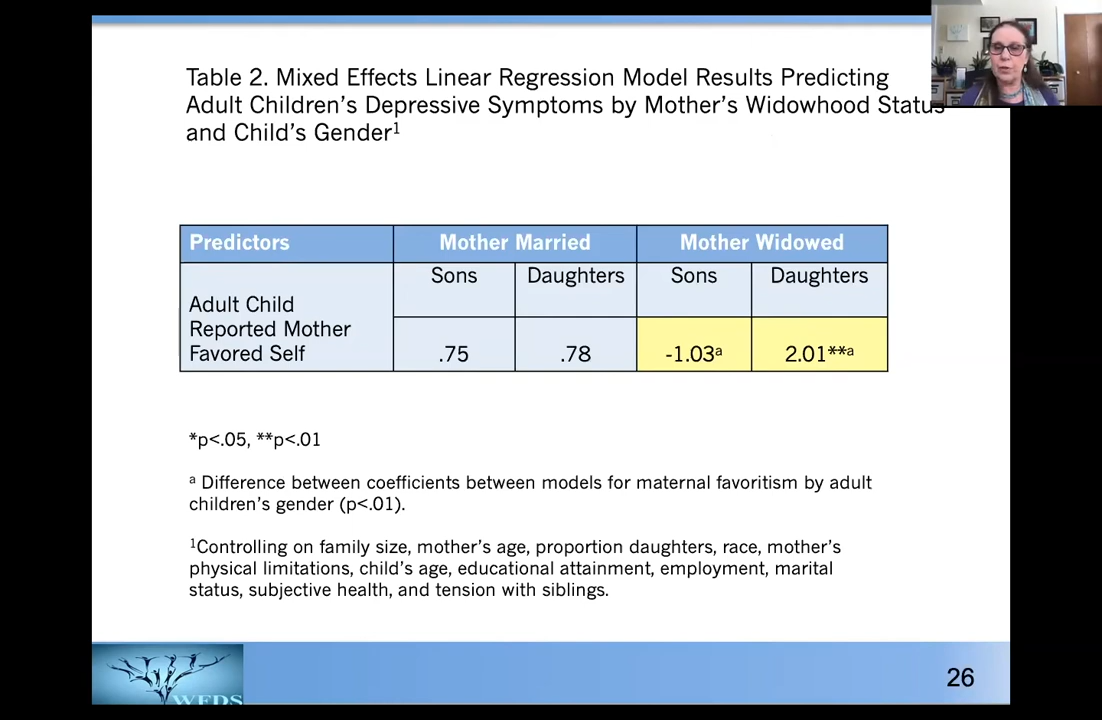 Table 2. Mixed Effects Linear Regression Model Results Predicting
Adult Children's Depressive Symptoms by Mother's Widowhood Status
and Child's Gender¹
Predictors Mother Married Mother Widowed
Sons Daughters Sons Daughters
Adult Child
Reported Mother
Favored Self .75 .78 -1.03ᵃ 2.01**ᵃ
*p<.05, **p<.01
ᵃ Difference between coefficients between models for maternal favoritism by adult
children's gender (p<.01).
¹Controlling on family size, mother's age, proportion daughters, race, mother's
physical limitations, child's age, educational attainment, employment, marital
status, subjective health, and tension with siblings.
WFDS
26